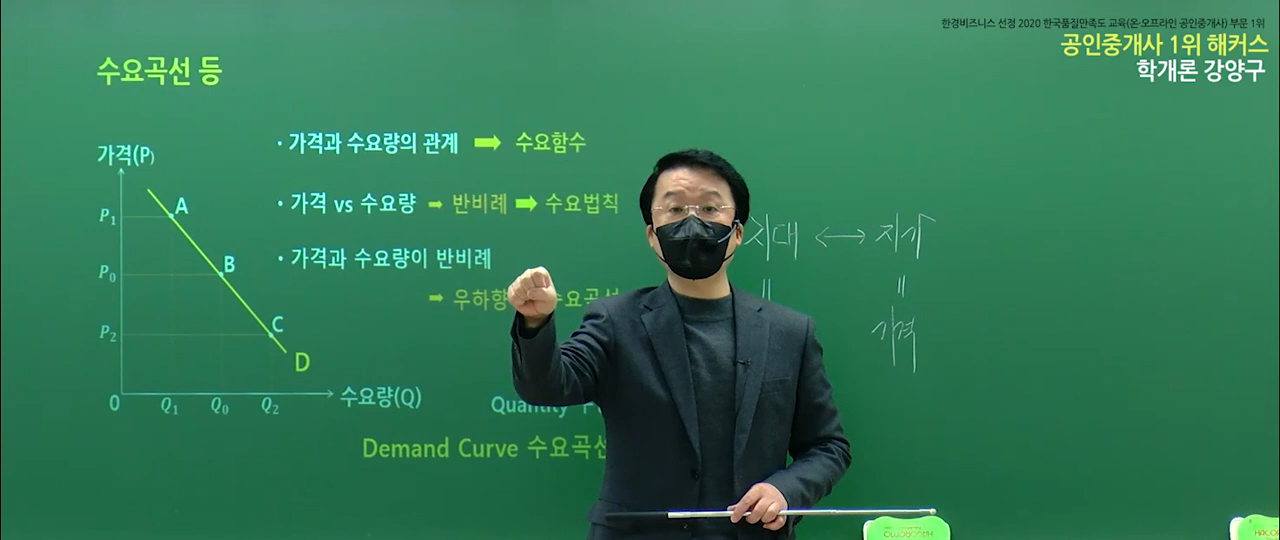 한경비즈니스 선정 2020 한국품질만족도 교육(온·오프라인 공인중개사) 부문 1위
공인중개사 1위 해커스
학개론 강양구
수요곡선 등
· 가격과 수요량의 관계 ➡ 수요함수
가격(P)
· 가격 vs 수요량 ➡ 반비례 ➡ 수요법칙
P₁
A
지대 ↔ 지가
· 가격과 수요량이 반비례
P₀
B
〃 〃
➡ 우하향 수요곡선
P₂
C
가격
D
0 Q₁ Q₀ Q₂ 수요량(Q)
Quantity
Demand Curve 수요곡선